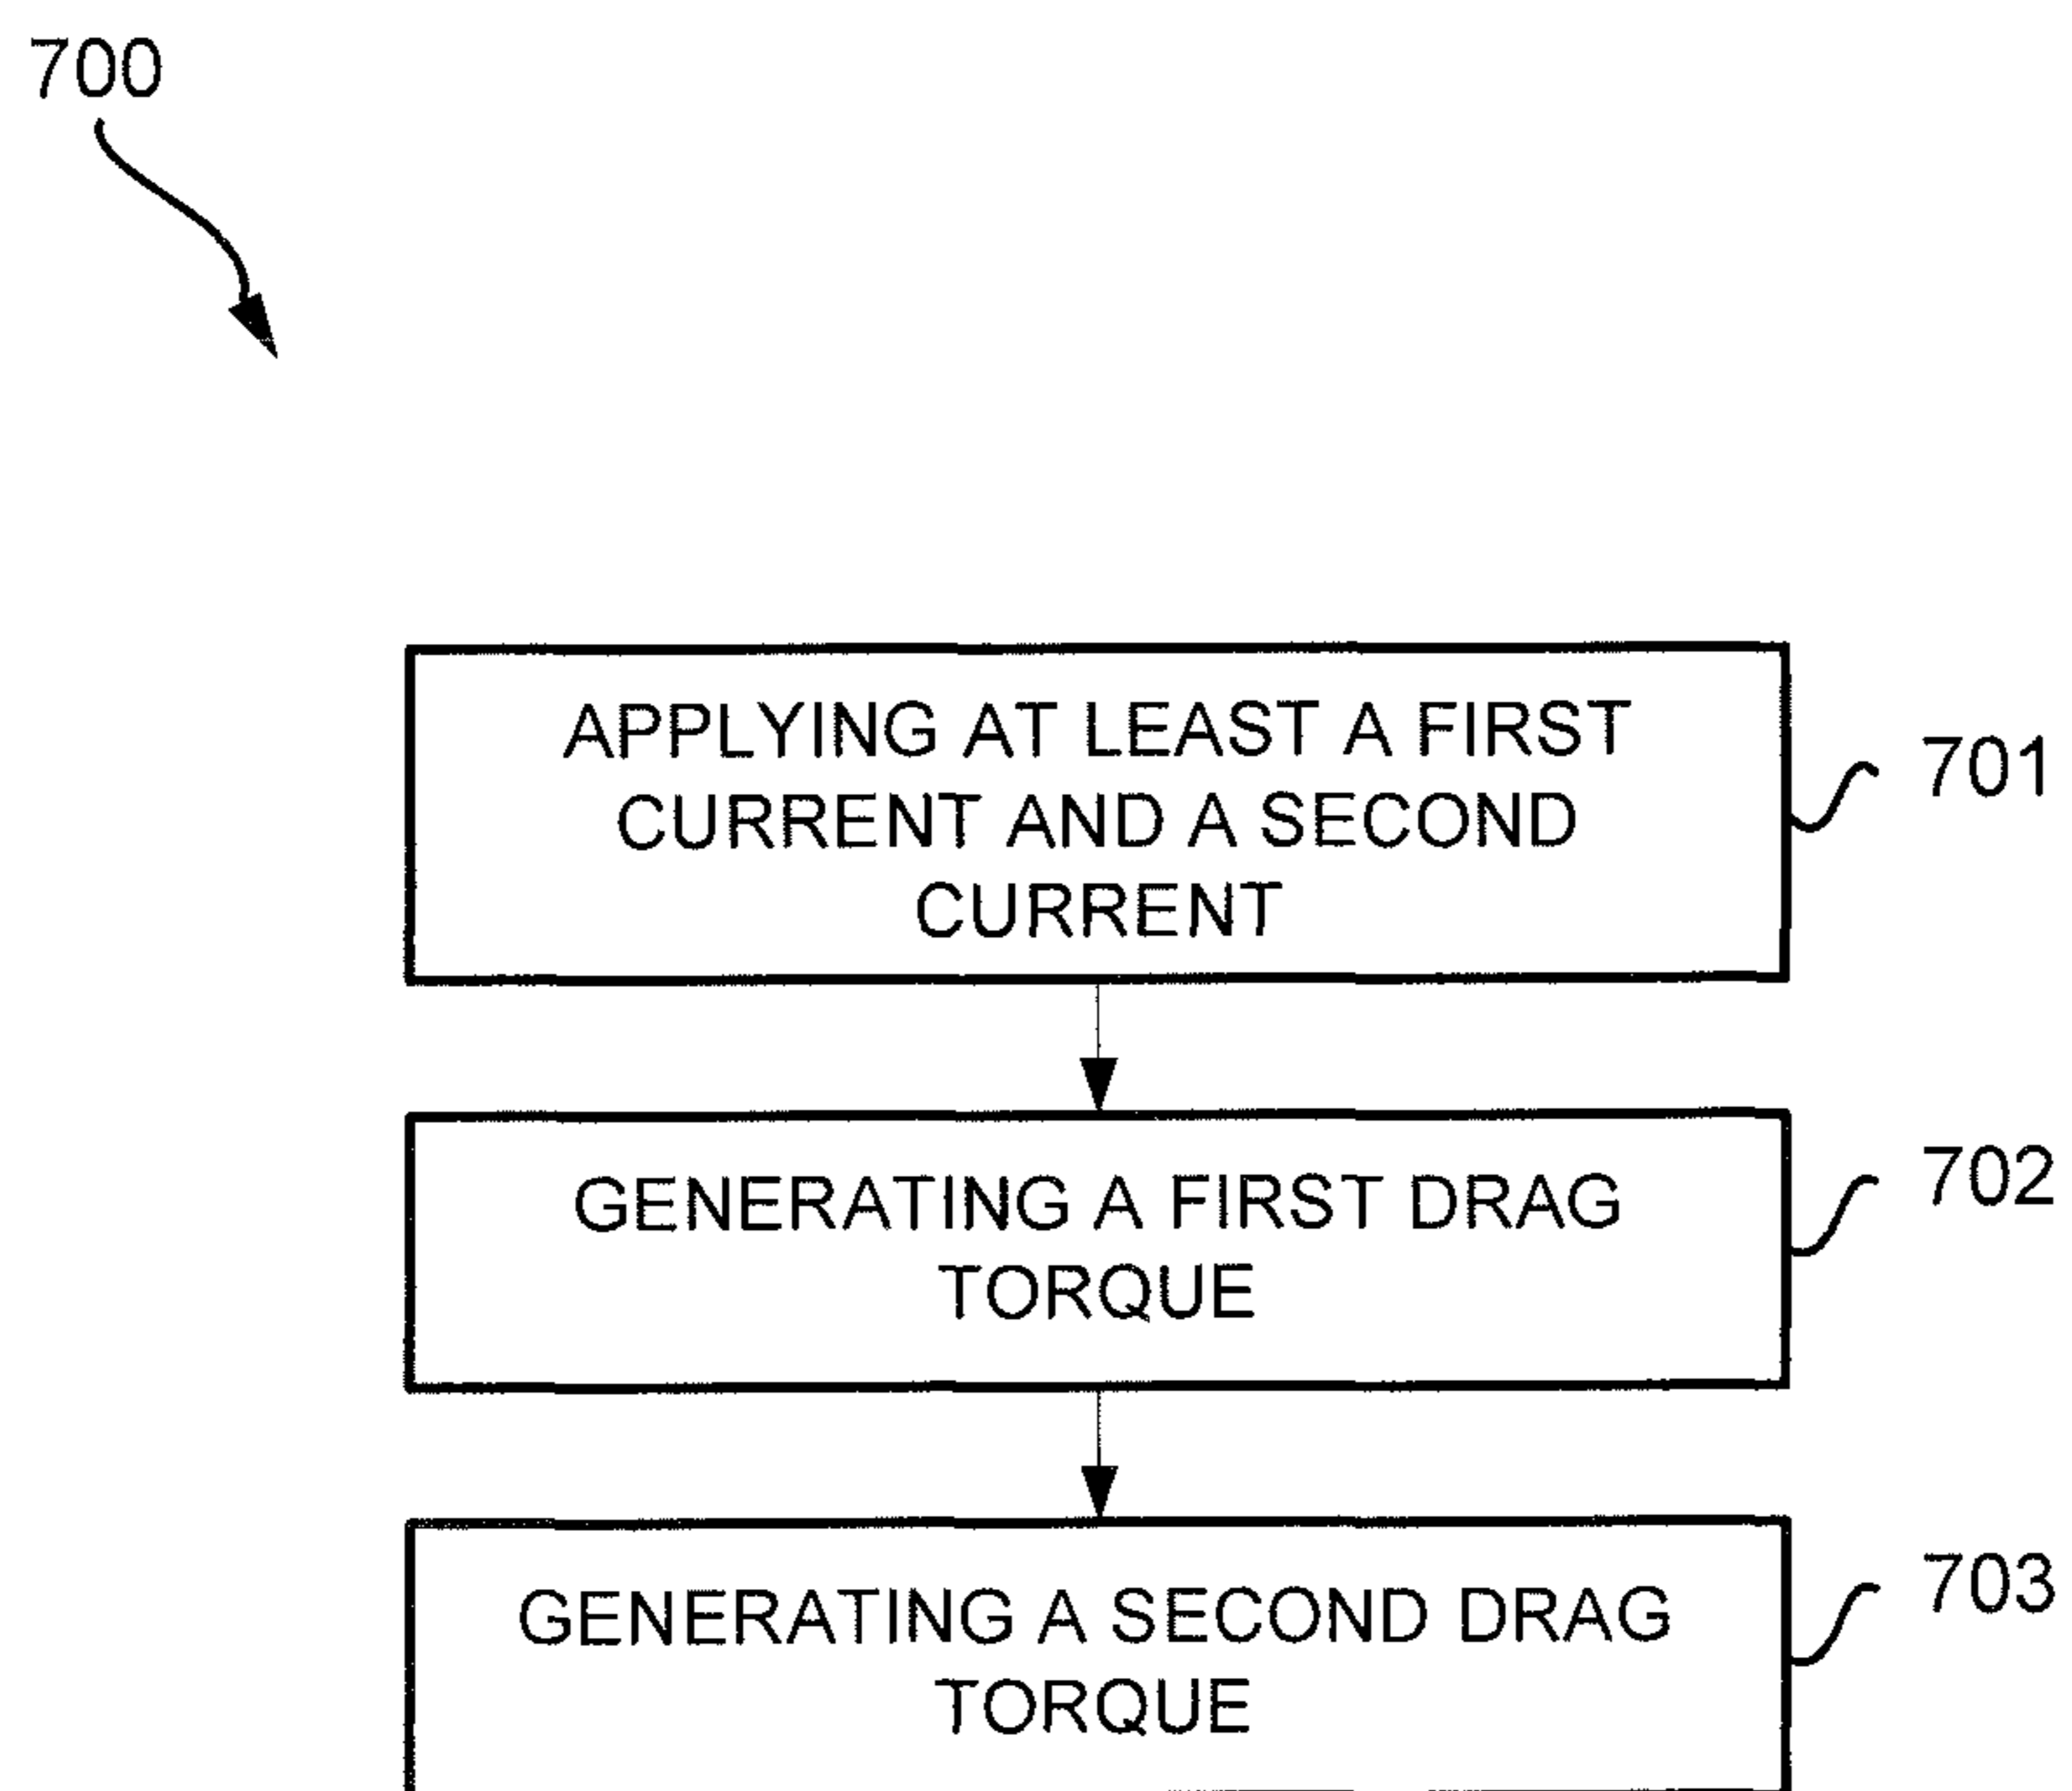 700
APPLYING AT LEAST A FIRST
CURRENT AND A SECOND
CURRENT
701
GENERATING A FIRST DRAG
TORQUE
702
GENERATING A SECOND DRAG
TORQUE
703